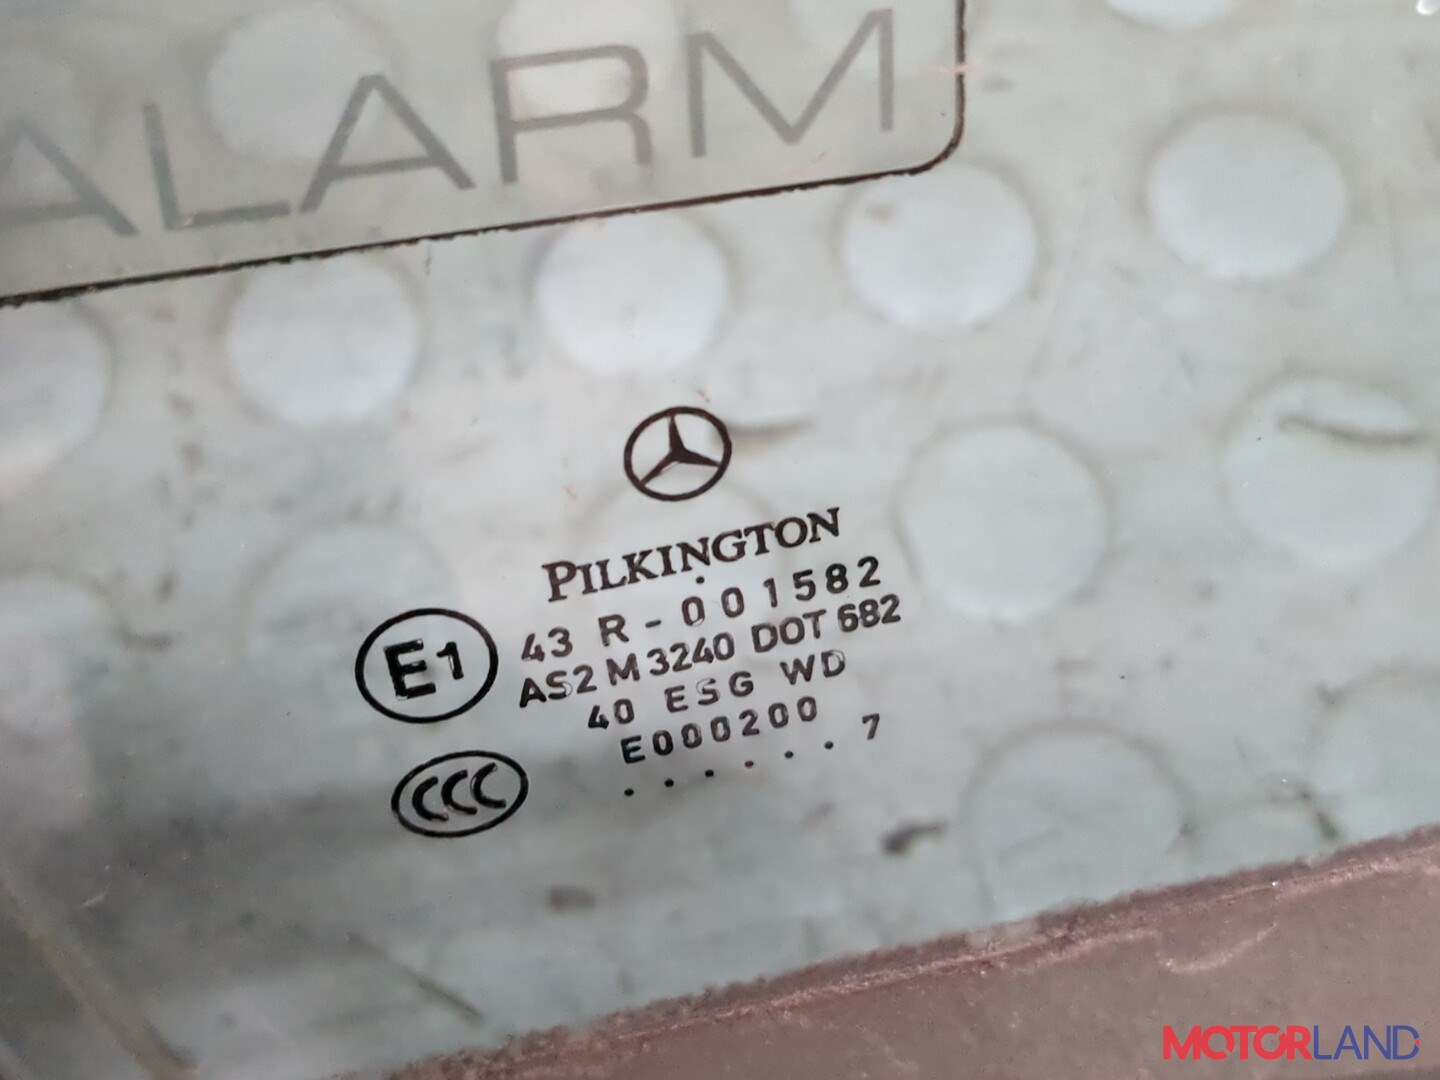 ALARM
PILKINGTON
43 R - 001582
AS2 M 3240 DOT 682
40 ESG WD
E000200
. . . . . . 7
E1
CCC
MOTORLAND